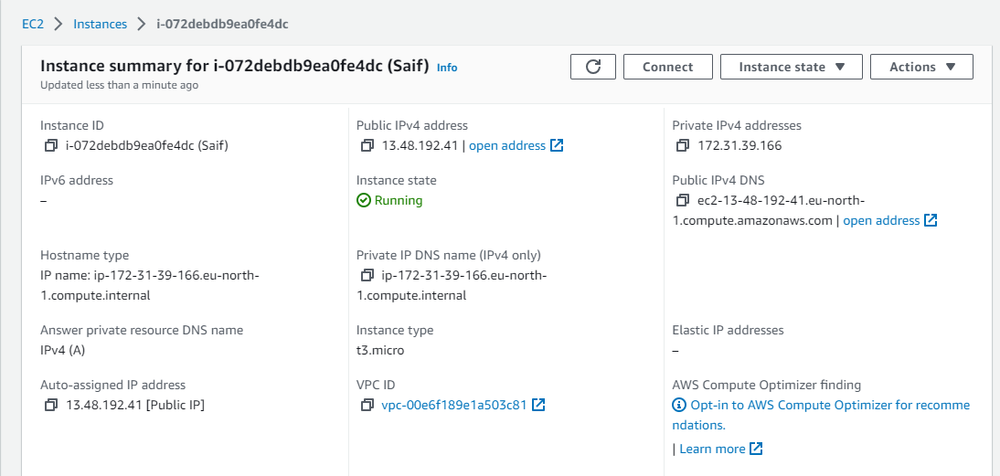 EC2 > Instances > i-072debdb9ea0fe4dc
Instance summary for i-072debdb9ea0fe4dc (Saif) Info
Updated less than a minute ago
Connect
Instance state
Actions
Instance ID
i-072debdb9ea0fe4dc (Saif)
Public IPv4 address
13.48.192.41 | open address
Private IPv4 addresses
172.31.39.166
IPv6 address
–
Instance state
Running
Public IPv4 DNS
ec2-13-48-192-41.eu-north-
1.compute.amazonaws.com | open address
Hostname type
IP name: ip-172-31-39-166.eu-north-
1.compute.internal
Private IP DNS name (IPv4 only)
ip-172-31-39-166.eu-north-
1.compute.internal
Answer private resource DNS name
IPv4 (A)
Instance type
t3.micro
Elastic IP addresses
–
Auto-assigned IP address
13.48.192.41 [Public IP]
VPC ID
vpc-00e6f189e1a503c81
AWS Compute Optimizer finding
Opt-in to AWS Compute Optimizer for recomme
ndations.
| Learn more